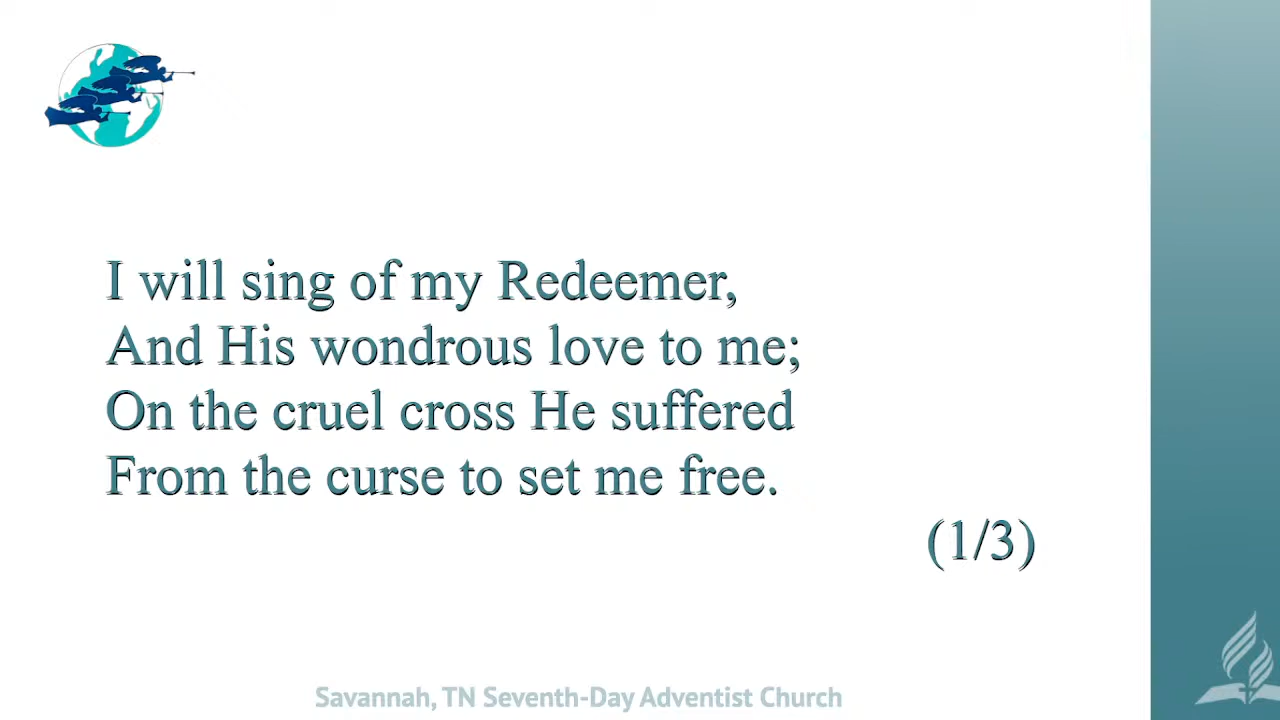 I will sing of my Redeemer,
And His wondrous love to me;
On the cruel cross He suffered
From the curse to set me free.
(1/3)
Savannah, TN Seventh-Day Adventist Church